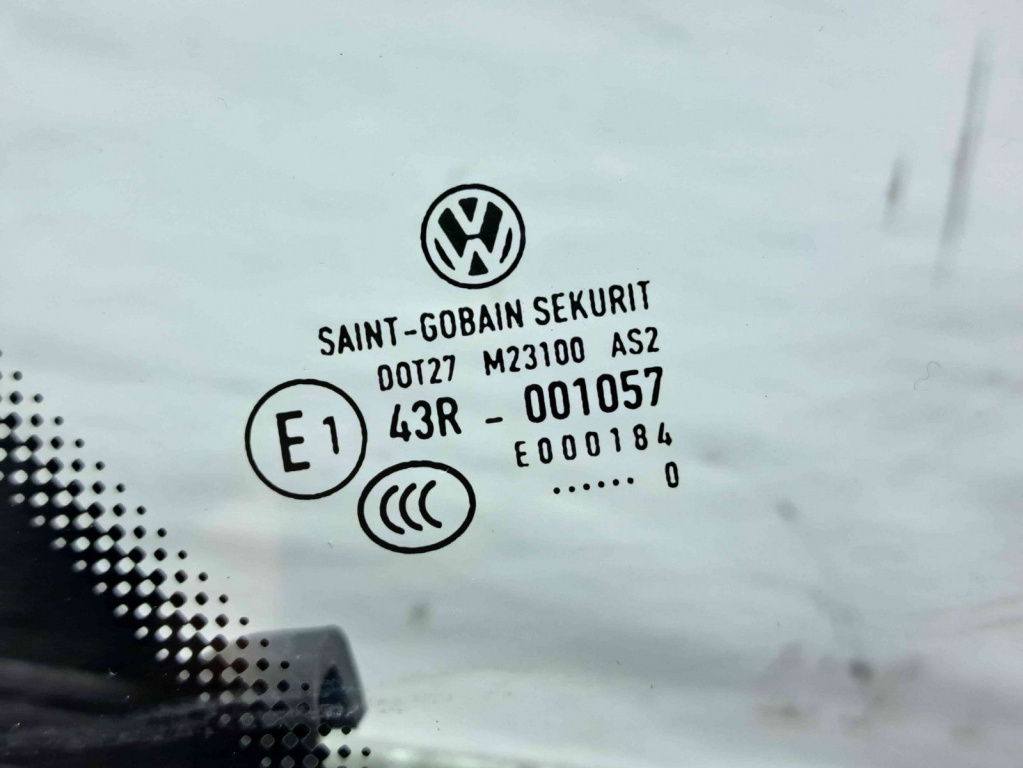 SAINT-GOBAIN SEKURIT
DOT27 M23100 AS2
E1 43R - 001057
E000184
CCC ...... 0